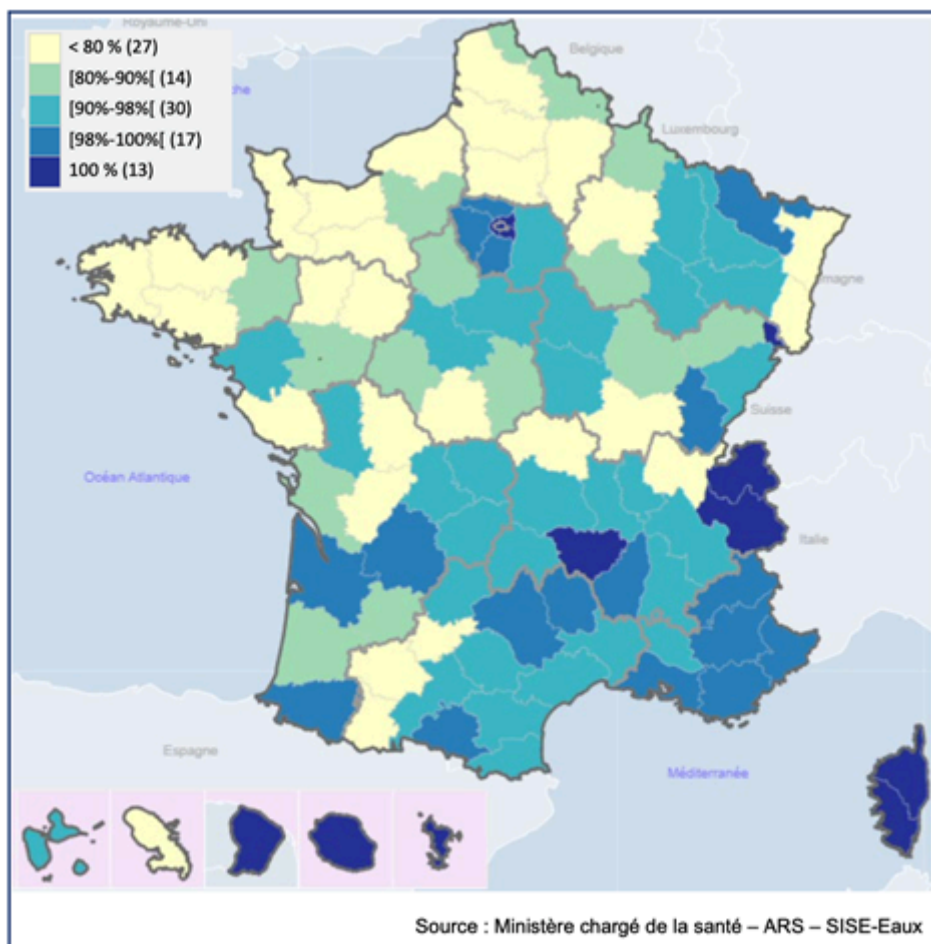 Royaume-Uni
Belgique
< 80 % (27)
[80%-90%[ (14)
[90%-98%[ (30)
[98%-100%[ (17)
100 % (13)
che
Luxembourg
magne
Suisse
Océan Atlantique
Italie
Espagne
Méditerranée
Source : Ministère chargé de la santé – ARS – SISE-Eaux